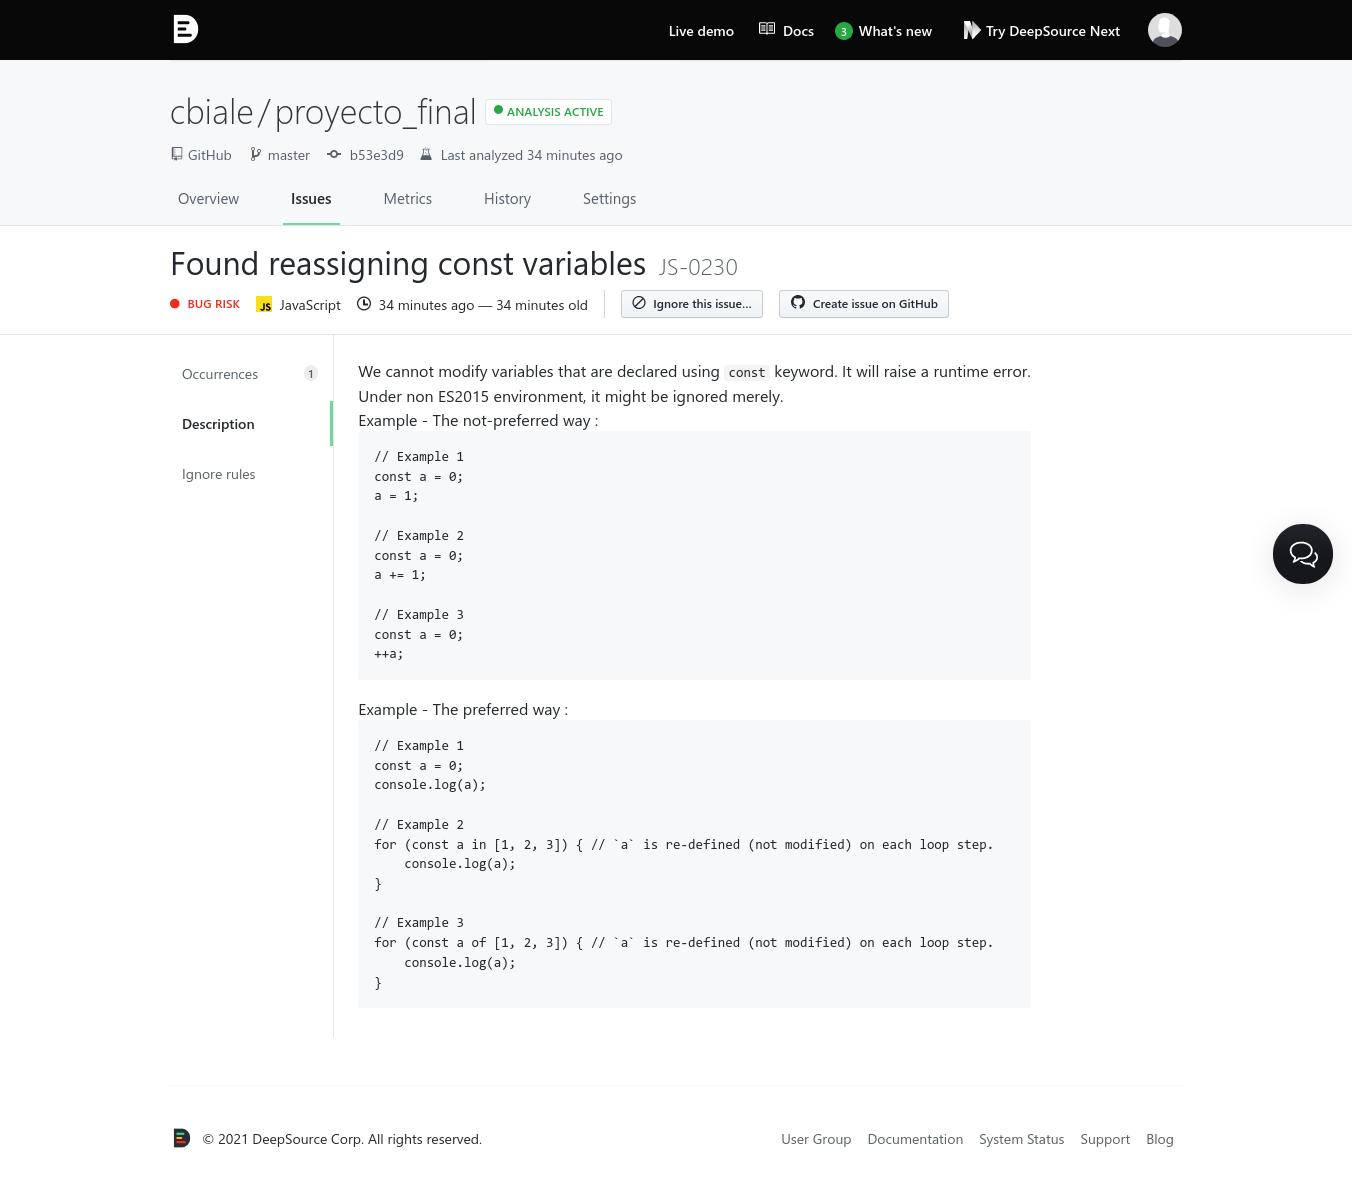 Live demo Docs 3 What's new Try DeepSource Next
cbiale/proyecto_final ANALYSIS ACTIVE
GitHub master b53e3d9 Last analyzed 34 minutes ago
Overview Issues Metrics History Settings
Found reassigning const variables JS-0230
BUG RISK JS JavaScript 34 minutes ago — 34 minutes old Ignore this issue... Create issue on GitHub
Occurrences 1
Description
Ignore rules
We cannot modify variables that are declared using const keyword. It will raise a runtime error.
Under non ES2015 environment, it might be ignored merely.
Example - The not-preferred way :
// Example 1
const a = 0;
a = 1;
// Example 2
const a = 0;
a += 1;
// Example 3
const a = 0;
++a;
Example - The preferred way :
// Example 1
const a = 0;
console.log(a);
// Example 2
for (const a in [1, 2, 3]) { // `a` is re-defined (not modified) on each loop step.
    console.log(a);
}
// Example 3
for (const a of [1, 2, 3]) { // `a` is re-defined (not modified) on each loop step.
    console.log(a);
}
© 2021 DeepSource Corp. All rights reserved. User Group Documentation System Status Support Blog